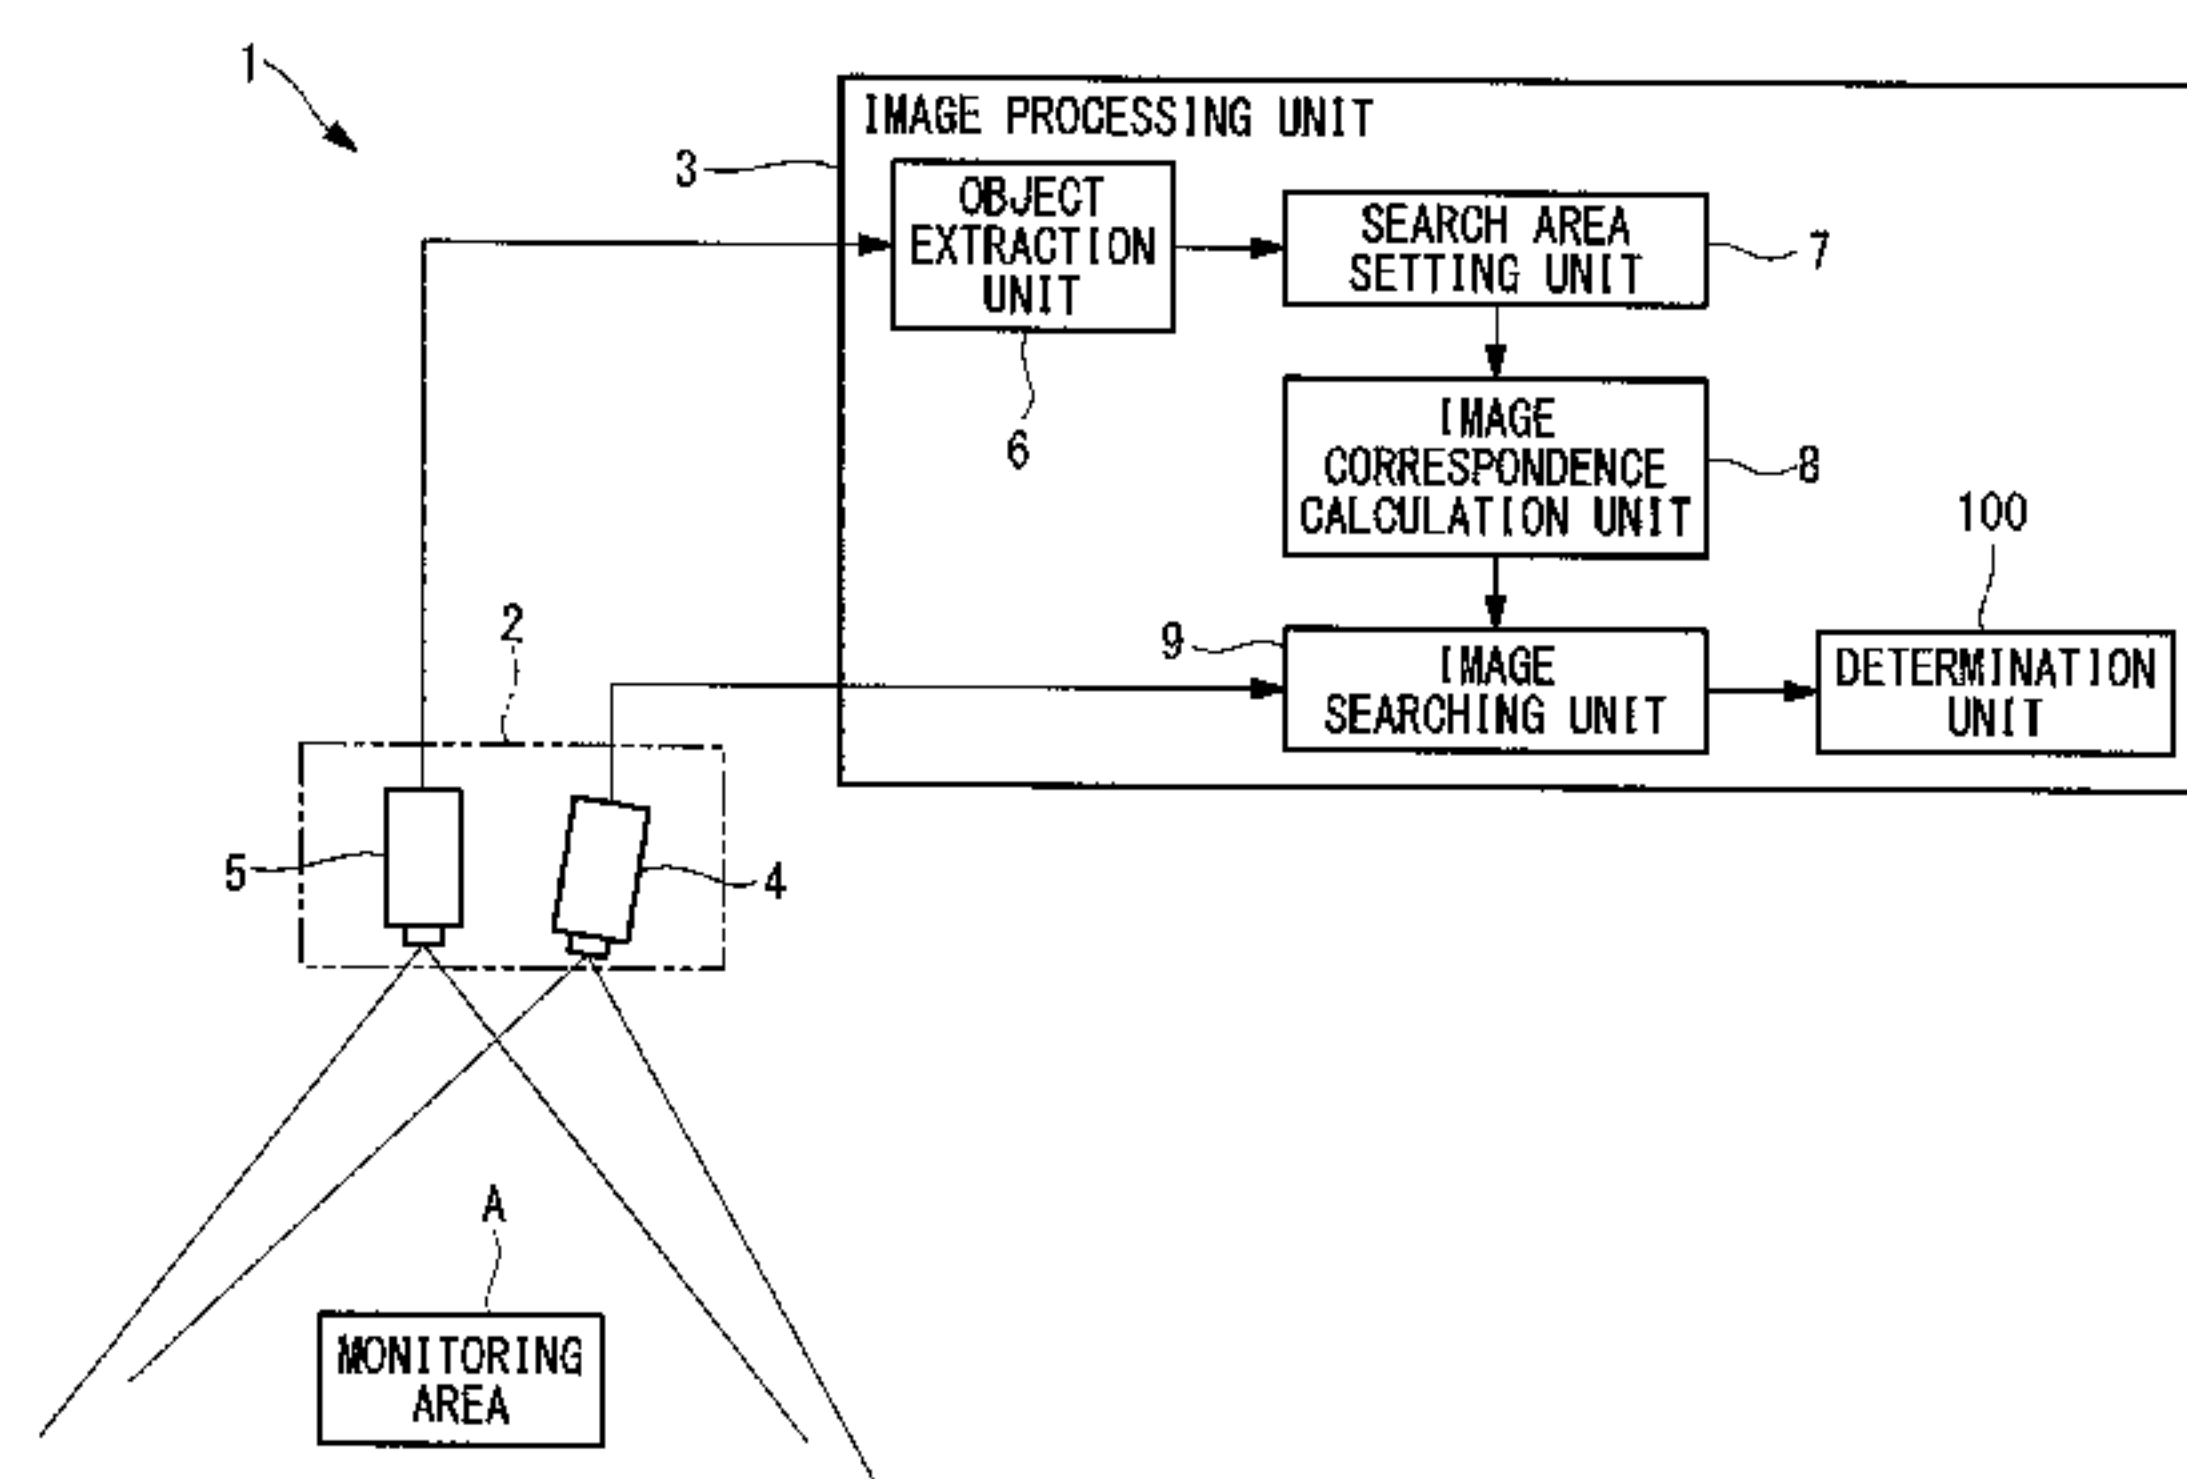 1
IMAGE PROCESSING UNIT
3
OBJECT
EXTRACTION
UNIT
SEARCH AREA
SETTING UNIT
7
6
IMAGE
CORRESPONDENCE
CALCULATION UNIT
8
100
2
9
IMAGE
SEARCHING UNIT
DETERMINATION
UNIT
5
4
A
MONITORING
AREA